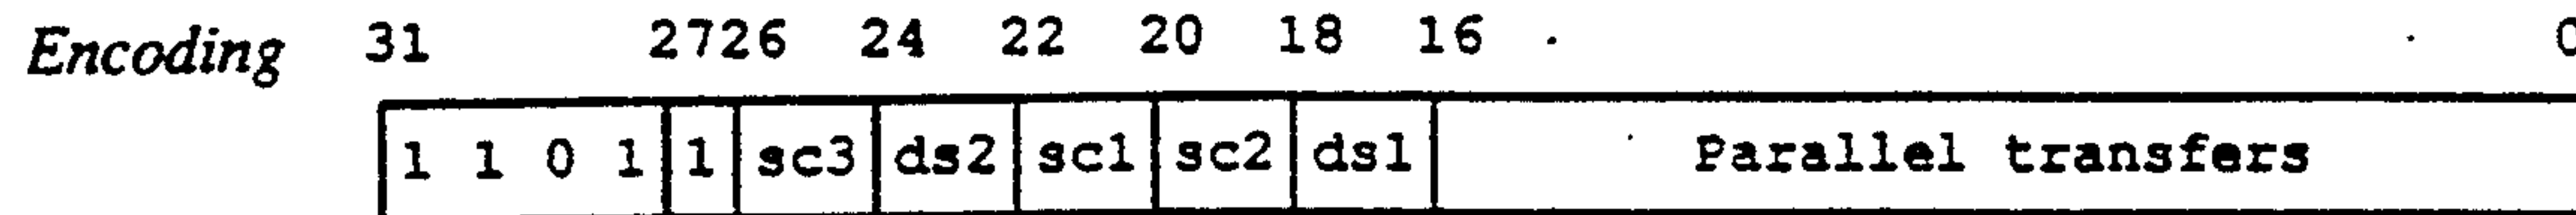 Encoding 31 2726 24 22 20 18 16 0
1 1 0 1 1 sc3 ds2 sc1 sc2 ds1 Parallel transfers